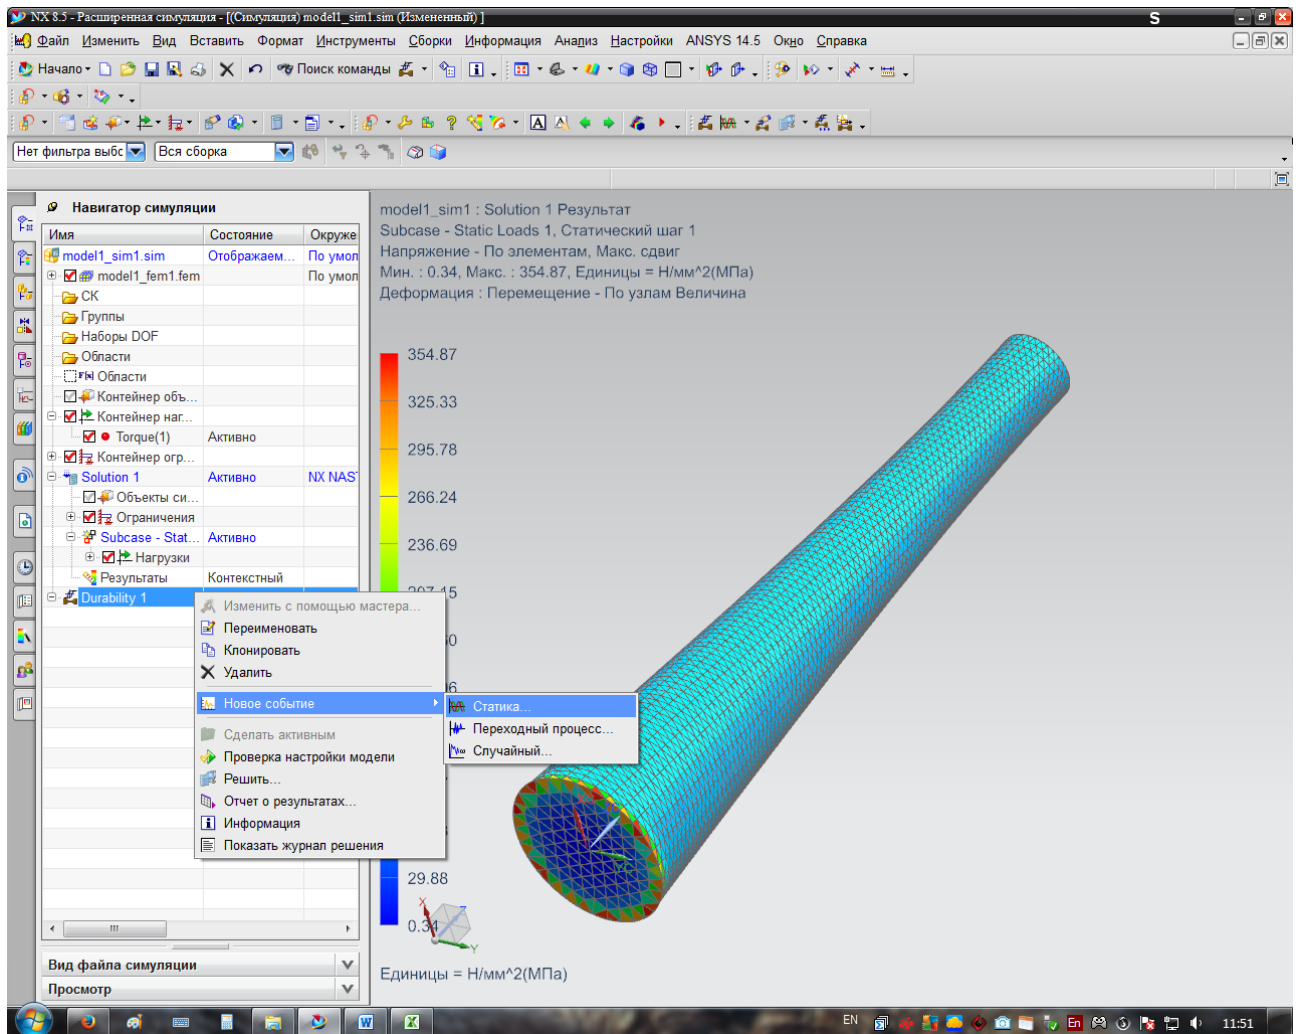 NX 8.5 - Расширенная симуляция - [(Симуляция) model1_sim1.sim (Измененный) ]
S
Файл Изменить Вид Вставить Формат Инструменты Сборки Информация Анализ Настройки ANSYS 14.5 Окно Справка
Начало Поиск команды
Нет фильтра выбс Вся сборка
Навигатор симуляции
Имя Состояние Окруже
model1_sim1.sim Отображаем... По умол
model1_fem1.fem По умол
СК
Группы
Наборы DOF
Области
Области
Контейнер объ...
Контейнер наг...
Torque(1) Активно
Контейнер огр...
Solution 1 Активно NX NAS
Объекты си...
Ограничения
Subcase - Stat... Активно
Нагрузки
Результаты Контекстный
Durability 1
Изменить с помощью мастера...
Переименовать
Клонировать
Удалить
Новое событие
Сделать активным
Проверка настройки модели
Решить...
Отчет о результатах...
Информация
Показать журнал решения
Статика...
Переходный процесс...
Случайный...
Вид файла симуляции
Просмотр
model1_sim1 : Solution 1 Результат
Subcase - Static Loads 1, Статический шаг 1
Напряжение - По элементам, Макс. сдвиг
Мин. : 0.34, Макс. : 354.87, Единицы = Н/мм^2(МПа)
Деформация : Перемещение - По узлам Величина
354.87
325.33
295.78
266.24
236.69
29.88
0.34
X
Y
Единицы = Н/мм^2(МПа)
EN
En
11:51